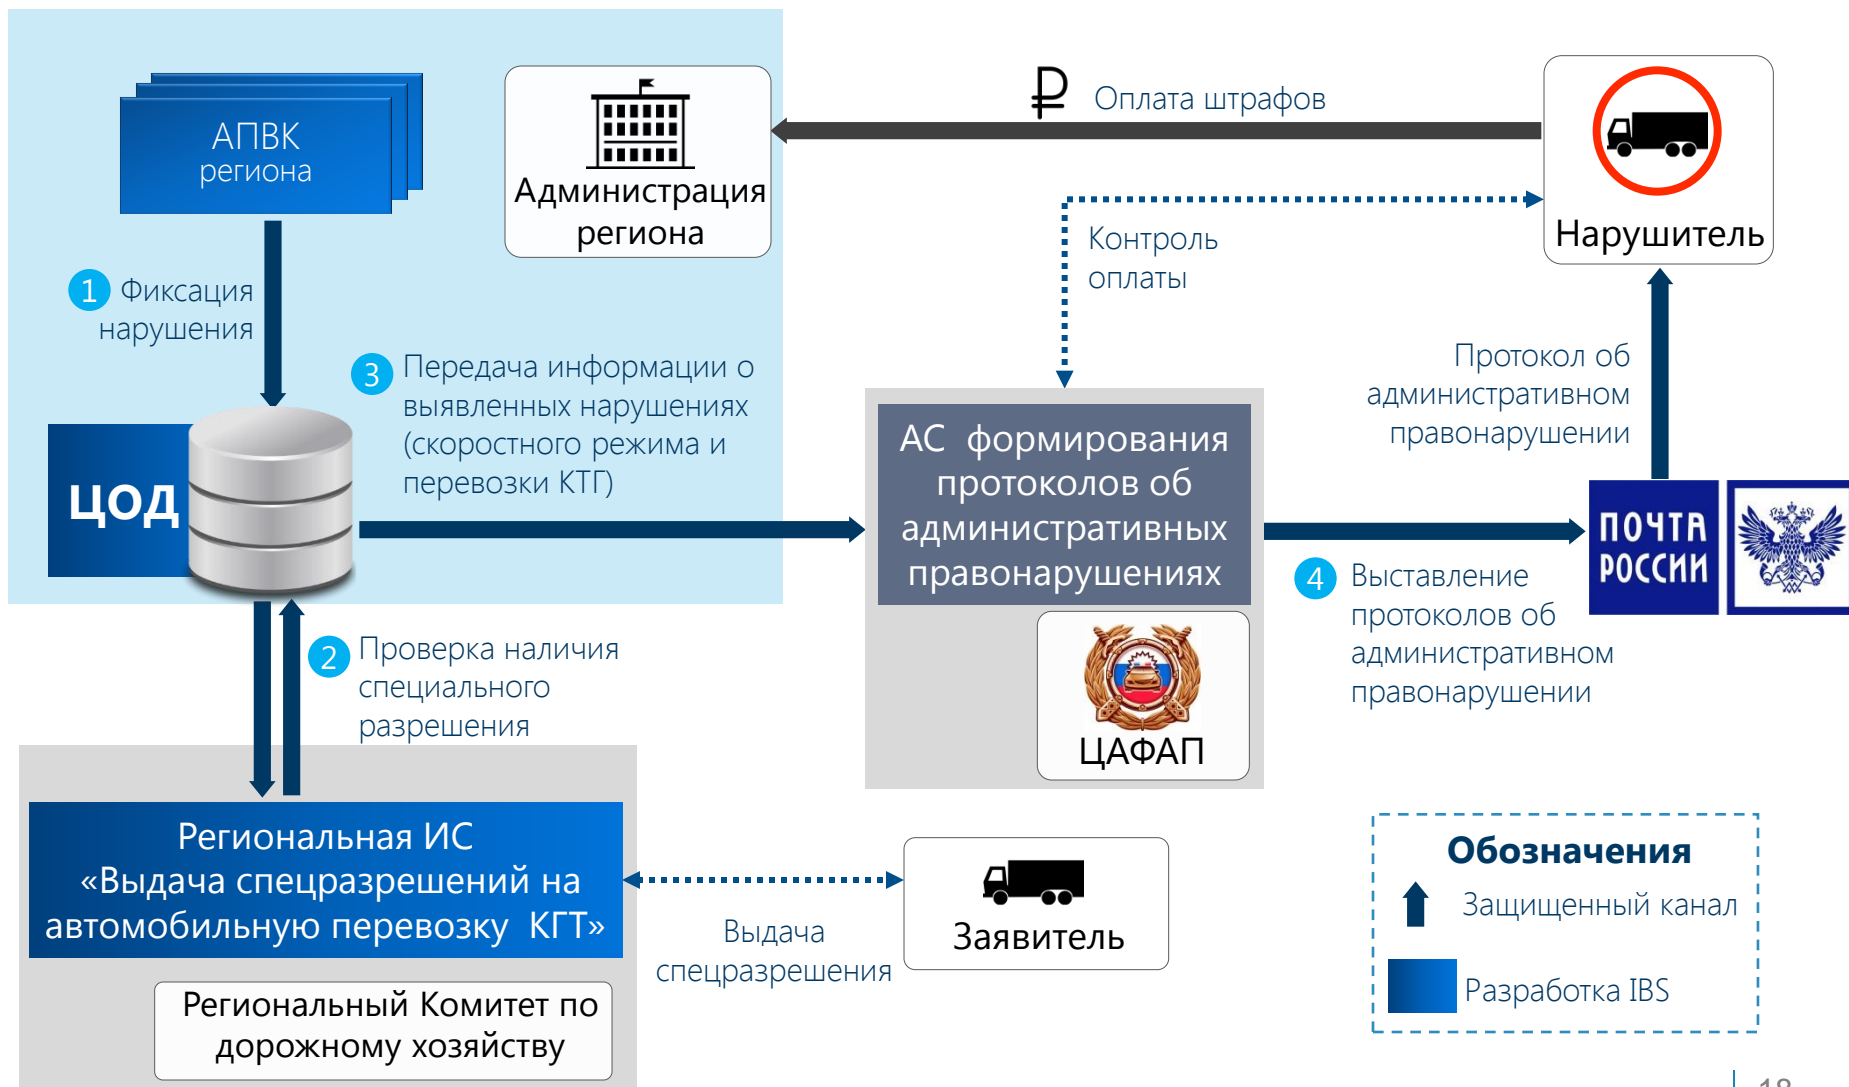 АПВК
региона
Администрация
региона
₽ Оплата штрафов
Нарушитель
Контроль
оплаты
1 Фиксация
нарушения
3 Передача информации о
выявленных нарушениях
(скоростного режима и
перевозки КТГ)
Протокол об
административном
правонарушении
ЦОД
АС формирования
протоколов об
административных
правонарушениях
ПОЧТА
РОССИИ
4 Выставление
протоколов об
административном
правонарушении
ЦАФАП
2 Проверка наличия
специального
разрешения
Региональная ИС
«Выдача спецразрешений на
автомобильную перевозку КГТ»
Выдача
спецразрешения
Заявитель
Региональный Комитет по
дорожному хозяйству
Обозначения
Защищенный канал
Разработка IBS
18